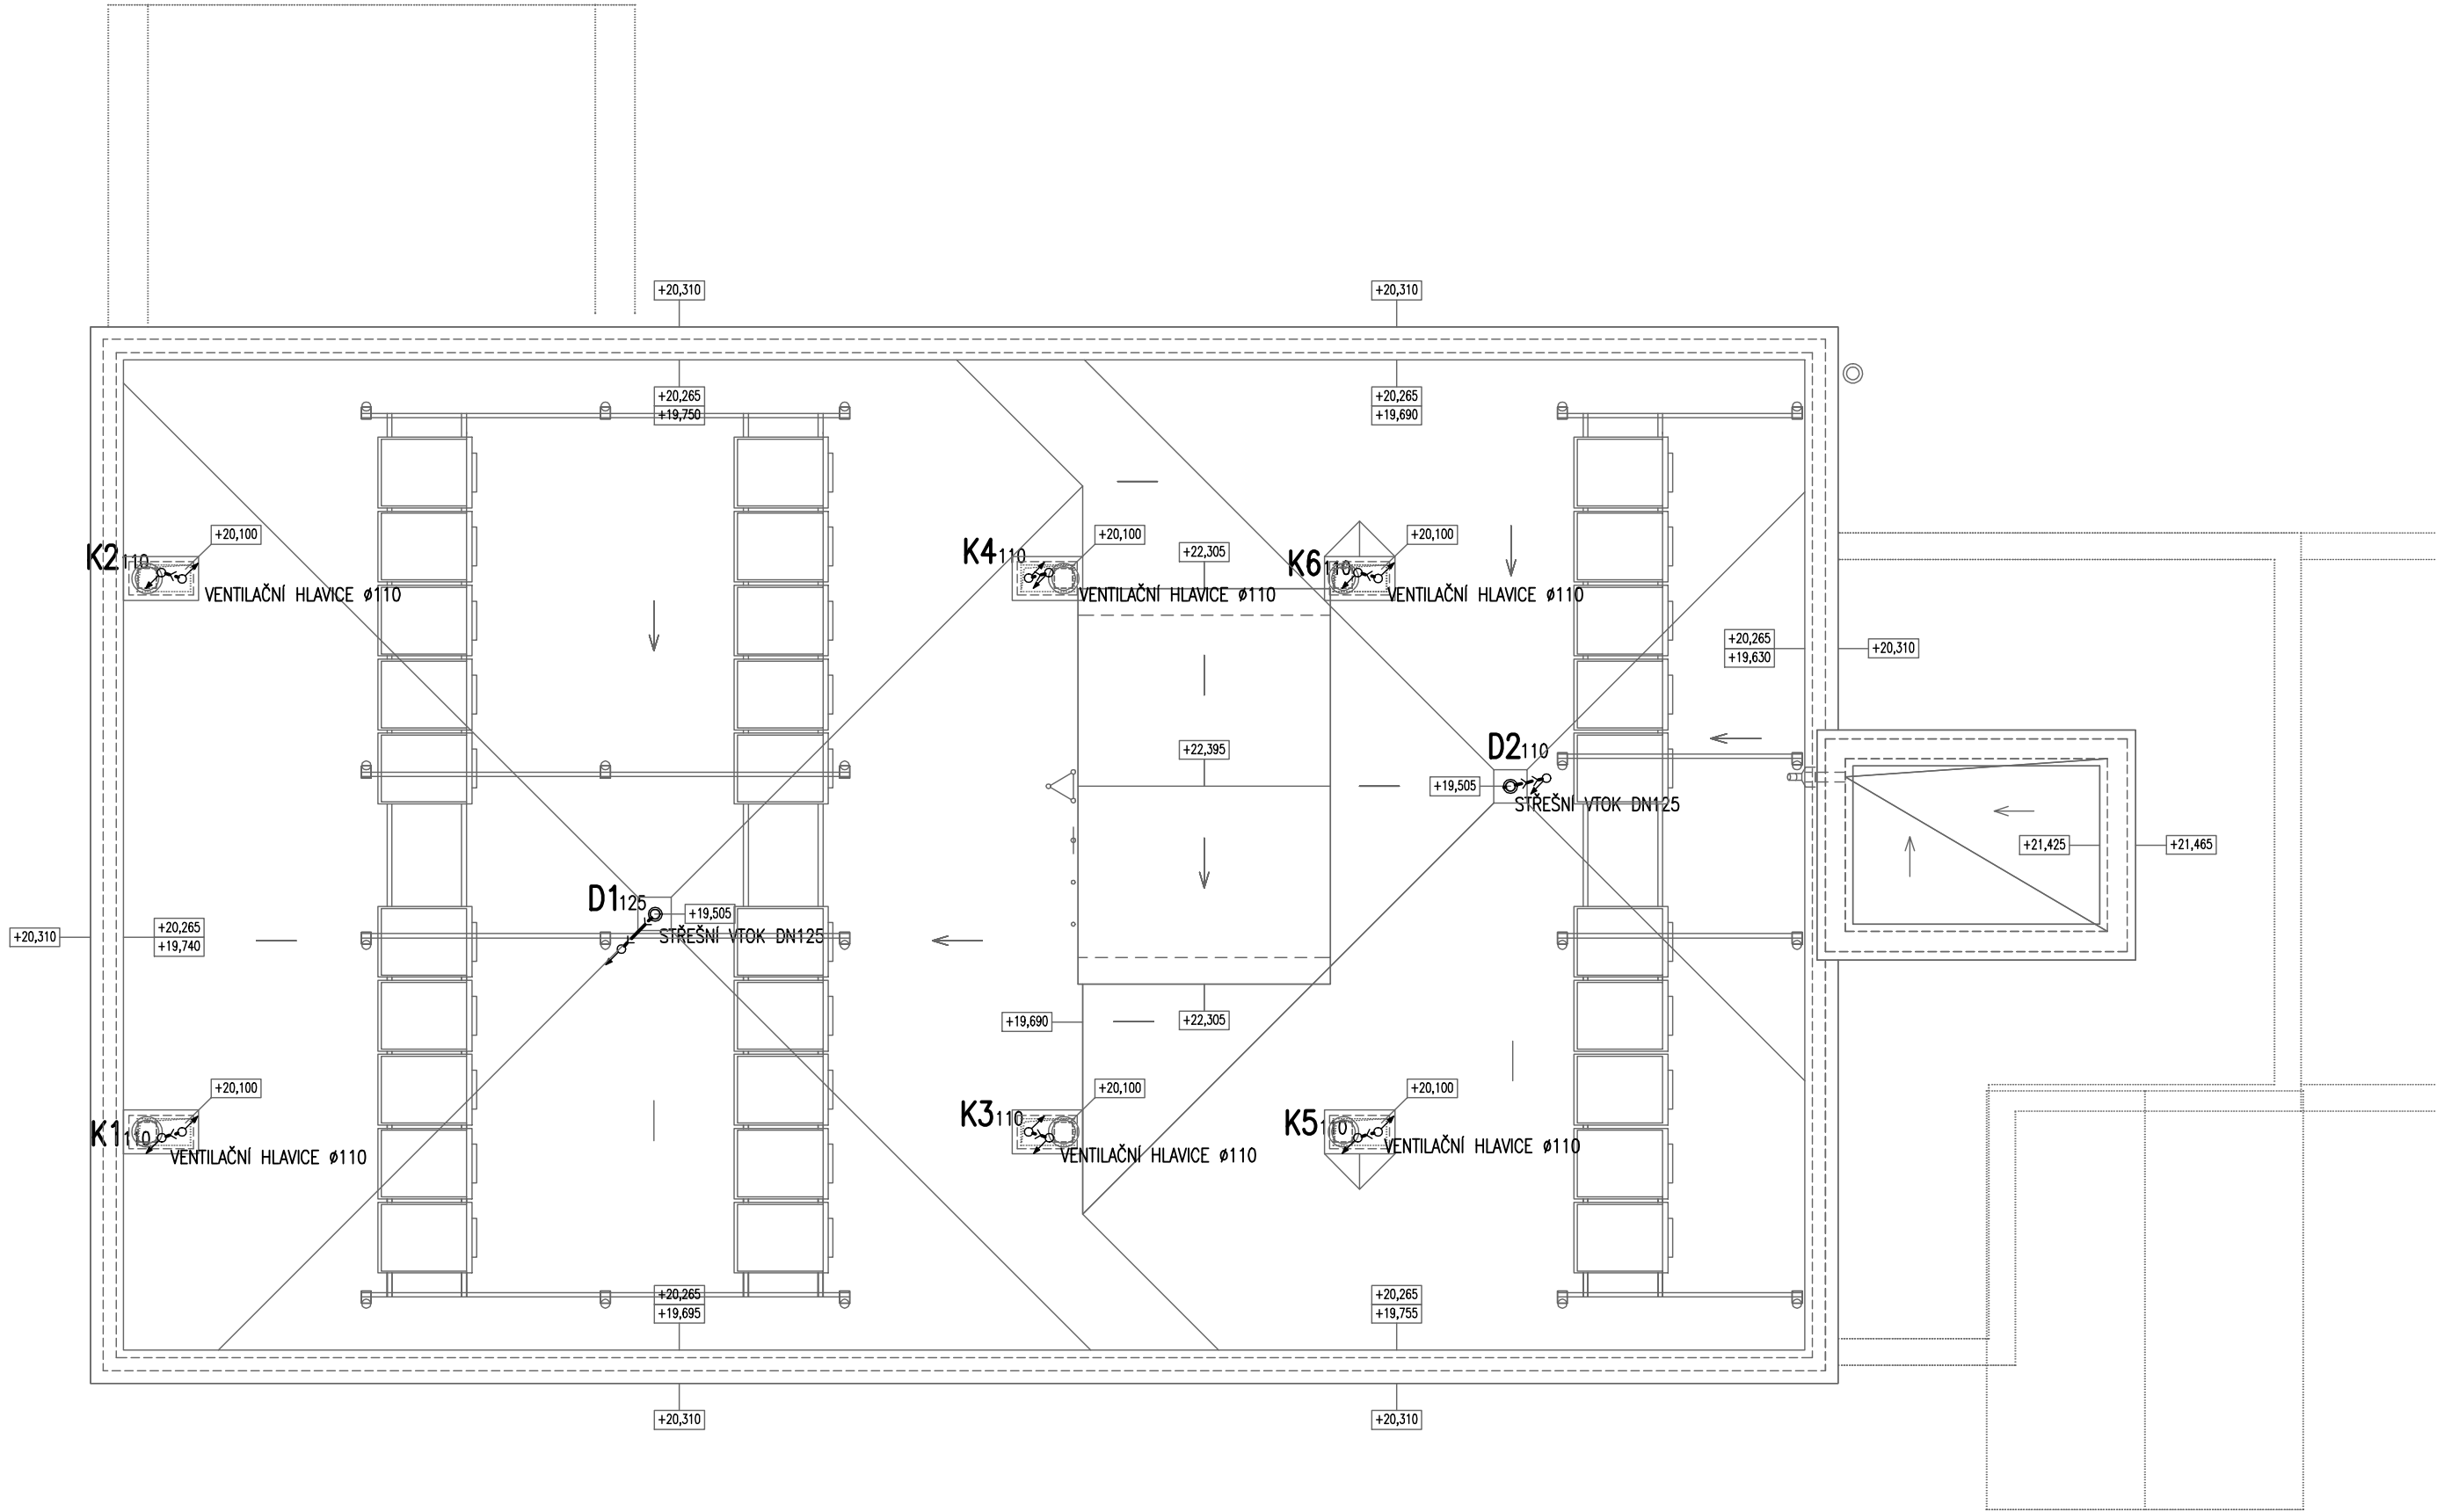 +20,310
+20,310
+20,265
+19,750
+20,265
+19,690
+20,100
K2110
VENTILAČNÍ HLAVICE ø110
K4110
+20,100
VENTILAČNÍ HLAVICE ø110
+22,305
K6110
+20,100
VENTILAČNÍ HLAVICE ø110
+20,265
+19,630
+20,310
+22,395
D2110
+19,505
STŘEŠNÍ VTOK DN125
+21,425
+21,465
D1125
+19,505
STŘEŠNÍ VTOK DN125
+20,310
+20,265
+19,740
+19,690
+22,305
+20,100
K1110
VENTILAČNÍ HLAVICE ø110
K3110
+20,100
VENTILAČNÍ HLAVICE ø110
K5110
+20,100
VENTILAČNÍ HLAVICE ø110
+20,265
+19,695
+20,265
+19,755
+20,310
+20,310